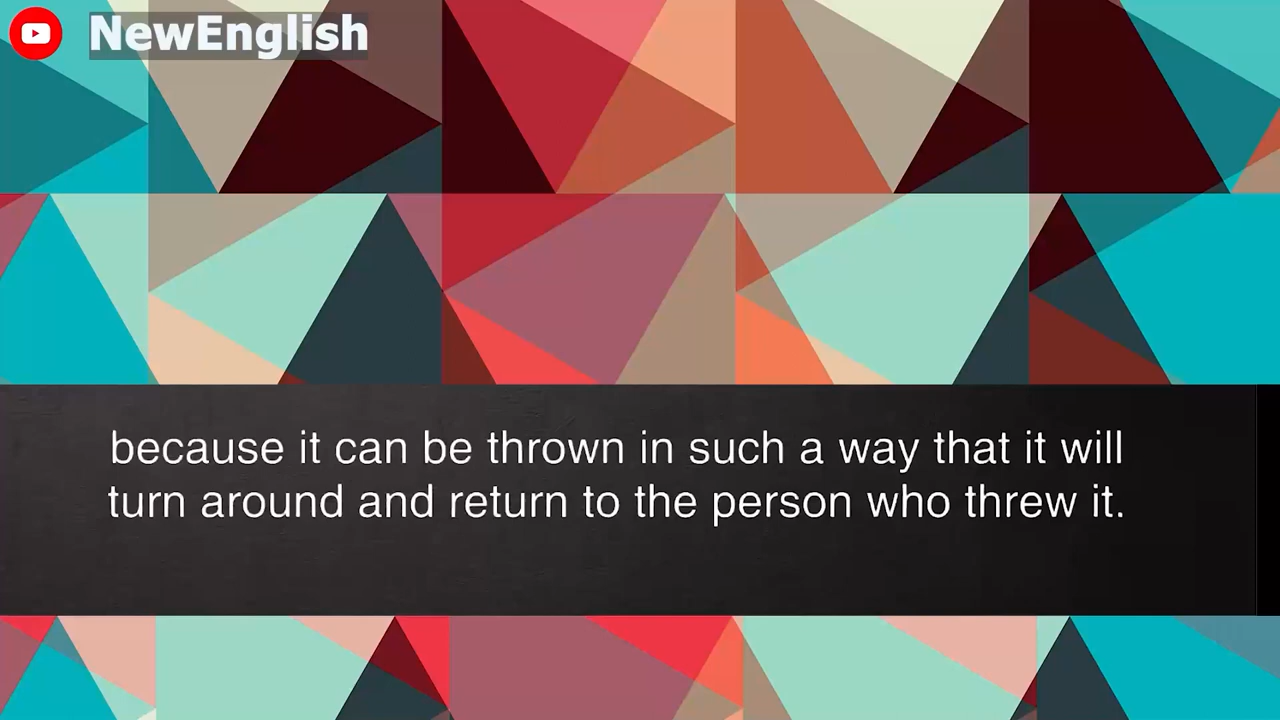 NewEnglish
because it can be thrown in such a way that it will
turn around and return to the person who threw it.